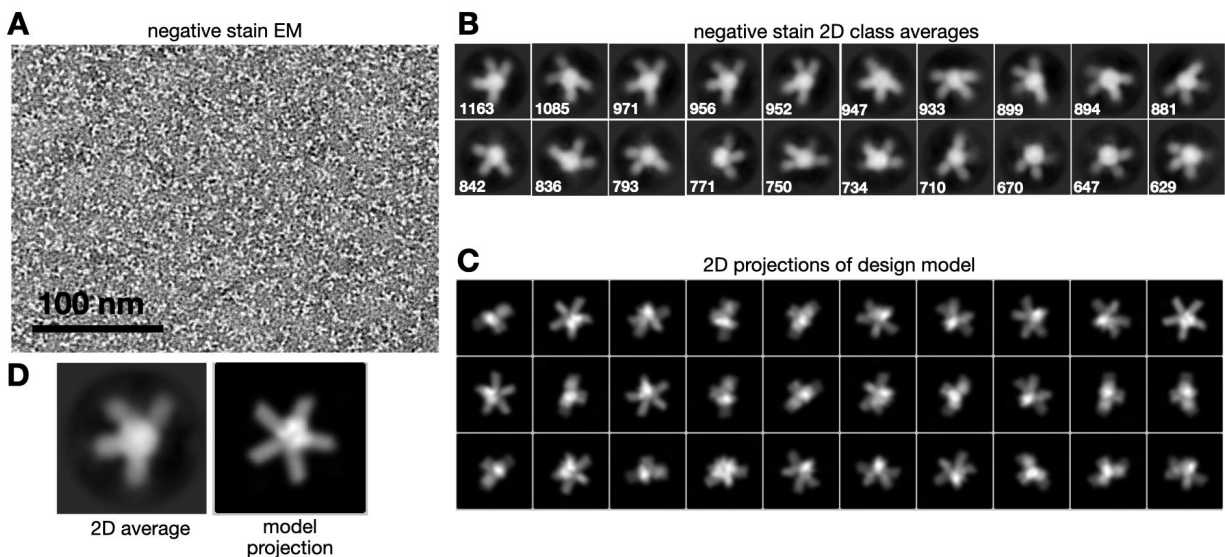 A
negative stain EM
100 nm
B
negative stain 2D class averages
1163 1085 971 956 952 947 933 899 894 881
842 836 793 771 750 734 710 670 647 629
C
2D projections of design model
D
2D average
model
projection